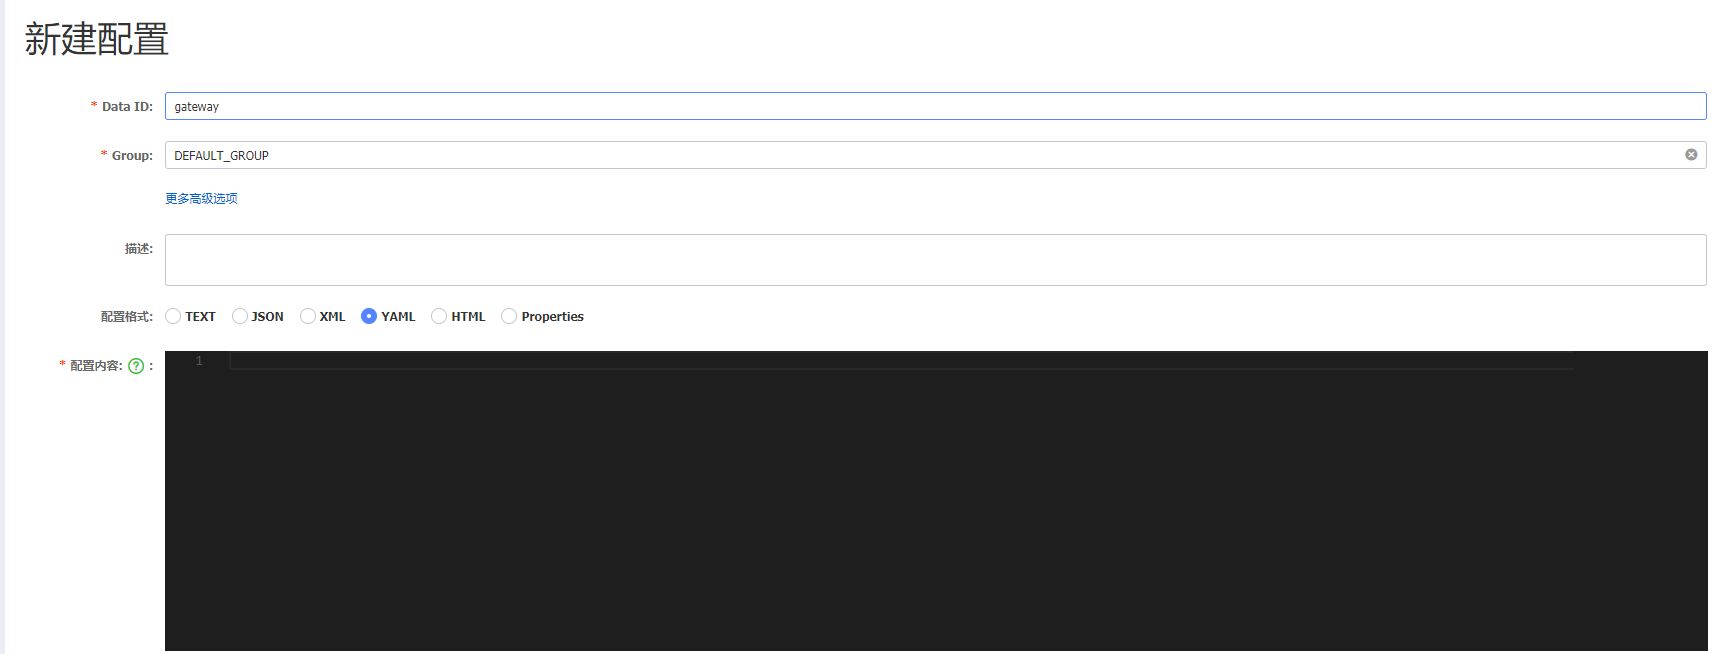 新建配置
* Data ID: gateway
* Group: DEFAULT_GROUP
更多高级选项
描述:
配置格式: TEXT JSON XML YAML HTML Properties
* 配置内容: ? :
1